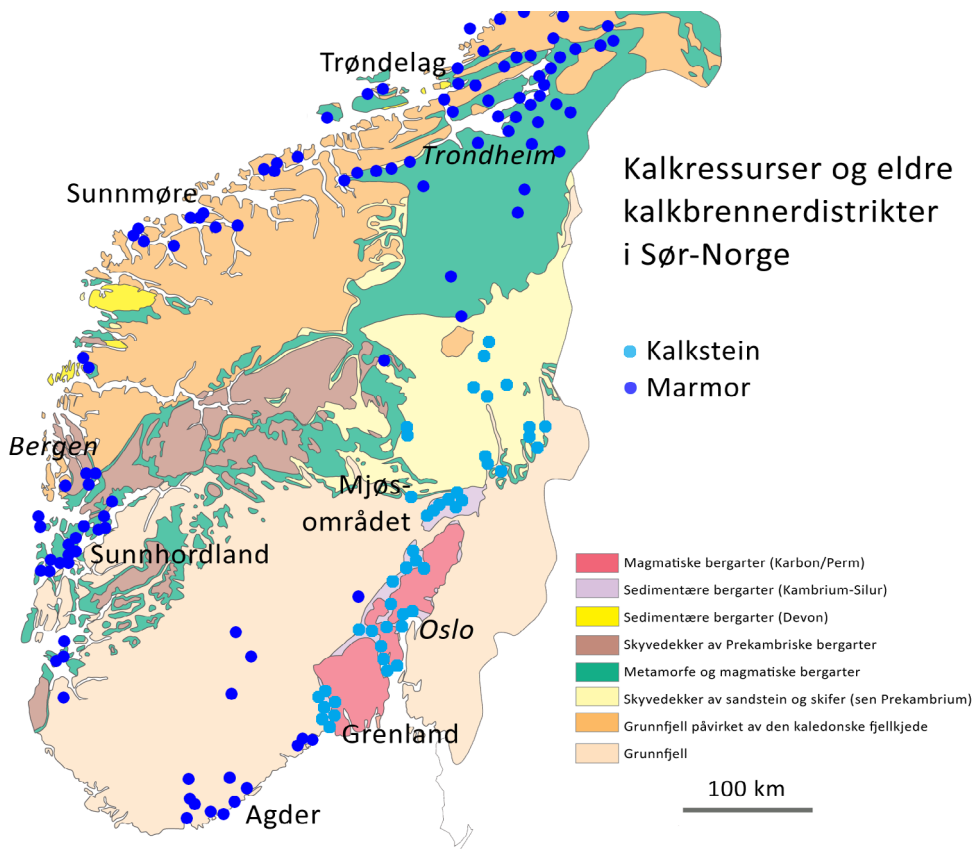 Trøndelag
Trondheim
Sunnmøre
Kalkressurser og eldre
kalkbrennerdistrikter
i Sør-Norge
Kalkstein
Marmor
Bergen
Mjøs-
området
Sunnhordland
Oslo
Grenland
Agder
Magmatiske bergarter (Karbon/Perm)
Sedimentære bergarter (Kambrium-Silur)
Sedimentære bergarter (Devon)
Skyvedekker av Prekambriske bergarter
Metamorfe og magmatiske bergarter
Skyvedekker av sandstein og skifer (sen Prekambrium)
Grunnfjell påvirket av den kaledonske fjellkjede
Grunnfjell
100 km